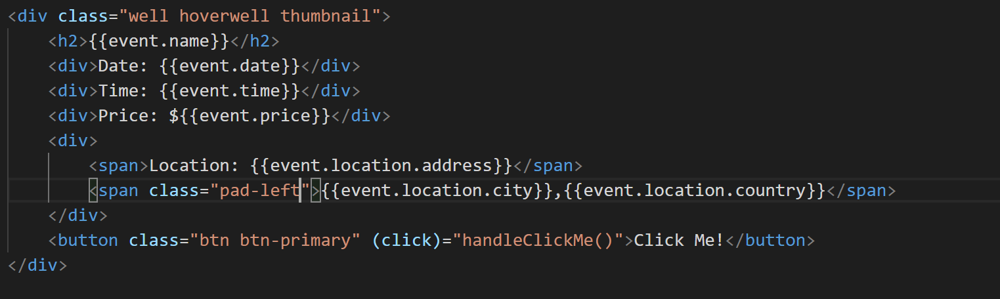 <div class="well hoverwell thumbnail">
    <h2>{{event.name}}</h2>
    <div>Date: {{event.date}}</div>
    <div>Time: {{event.time}}</div>
    <div>Price: ${{event.price}}</div>
    <div>
        <span>Location: {{event.location.address}}</span>
        <span class="pad-left">{{event.location.city}},{{event.location.country}}</span>
    </div>
    <button class="btn btn-primary" (click)="handleClickMe()">Click Me!</button>
</div>